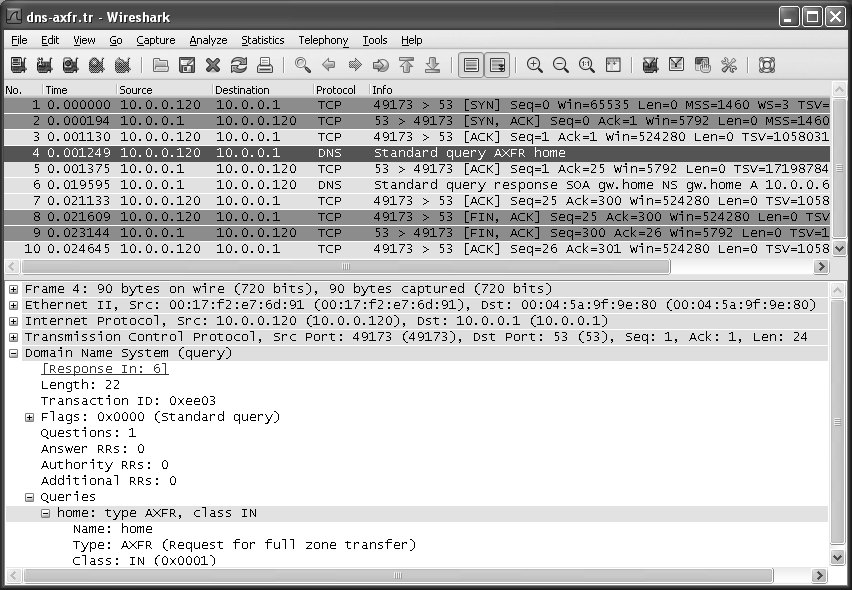 dns-axfr.tr - Wireshark
File Edit View Go Capture Analyze Statistics Telephony Tools Help
No. Time Source Destination Protocol Info
1 0.000000 10.0.0.120 10.0.0.1 TCP 49173 > 53 [SYN] Seq=0 Win=65535 Len=0 MSS=1460 WS=3 TSV=
2 0.000194 10.0.0.1 10.0.0.120 TCP 53 > 49173 [SYN, ACK] Seq=0 Ack=1 Win=5792 Len=0 MSS=1460
3 0.001130 10.0.0.120 10.0.0.1 TCP 49173 > 53 [ACK] Seq=1 Ack=1 Win=524280 Len=0 TSV=1058031
4 0.001249 10.0.0.120 10.0.0.1 DNS Standard query AXFR home
5 0.001375 10.0.0.1 10.0.0.120 TCP 53 > 49173 [ACK] Seq=1 Ack=25 Win=5792 Len=0 TSV=17198784
6 0.019595 10.0.0.1 10.0.0.120 DNS Standard query response SOA gw.home NS gw.home A 10.0.0.6
7 0.021133 10.0.0.120 10.0.0.1 TCP 49173 > 53 [ACK] Seq=25 Ack=300 Win=524280 Len=0 TSV=1058
8 0.021609 10.0.0.120 10.0.0.1 TCP 49173 > 53 [FIN, ACK] Seq=25 Ack=300 Win=524280 Len=0 TSV
9 0.023144 10.0.0.1 10.0.0.120 TCP 53 > 49173 [FIN, ACK] Seq=300 Ack=26 Win=5792 Len=0 TSV=1
10 0.024645 10.0.0.120 10.0.0.1 TCP 49173 > 53 [ACK] Seq=26 Ack=301 Win=524280 Len=0 TSV=1058
Frame 4: 90 bytes on wire (720 bits), 90 bytes captured (720 bits)
Ethernet II, Src: 00:17:f2:e7:6d:91 (00:17:f2:e7:6d:91), Dst: 00:04:5a:9f:9e:80 (00:04:5a:9f:9e:80)
Internet Protocol, Src: 10.0.0.120 (10.0.0.120), Dst: 10.0.0.1 (10.0.0.1)
Transmission Control Protocol, Src Port: 49173 (49173), Dst Port: 53 (53), Seq: 1, Ack: 1, Len: 24
Domain Name System (query)
[Response In: 6]
Length: 22
Transaction ID: 0xee03
Flags: 0x0000 (Standard query)
Questions: 1
Answer RRs: 0
Authority RRs: 0
Additional RRs: 0
Queries
home: type AXFR, class IN
Name: home
Type: AXFR (Request for full zone transfer)
Class: IN (0x0001)